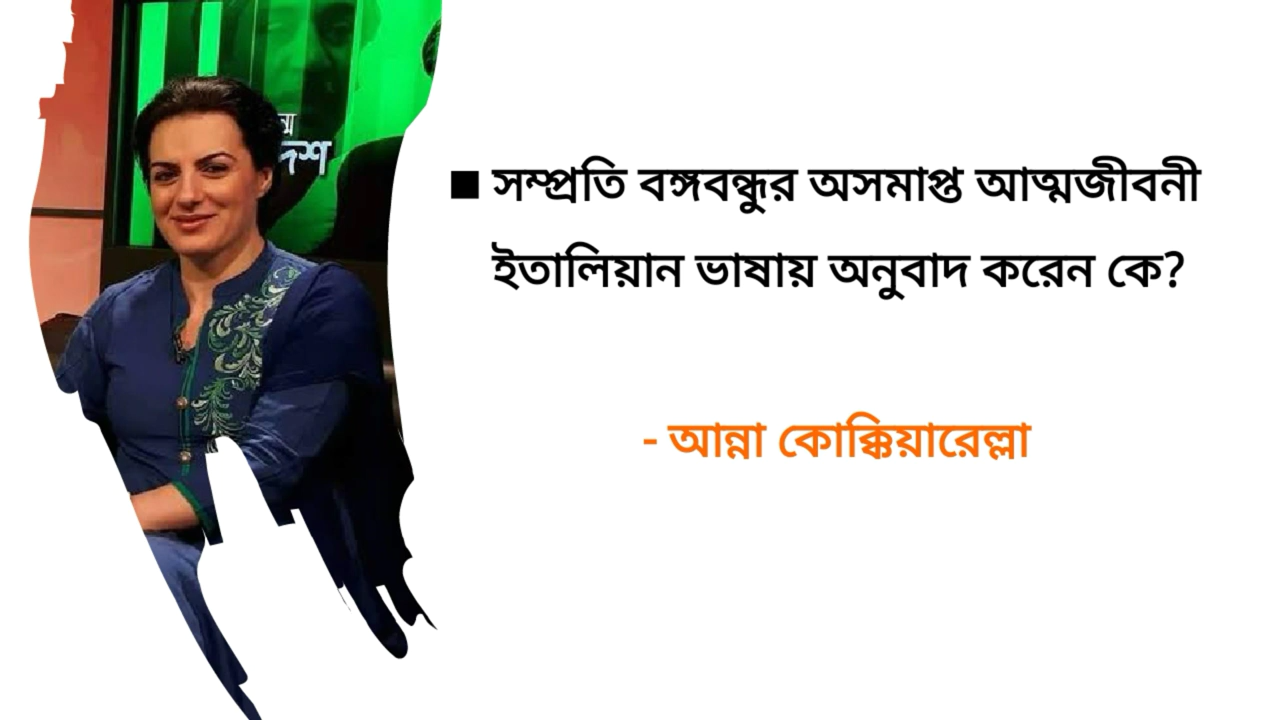 ■ সম্প্রতি বঙ্গবন্ধুর অসমাপ্ত আত্মজীবনী
ইতালিয়ান ভাষায় অনুবাদ করেন কে?
- আন্না কোক্কিয়ারেল্লা